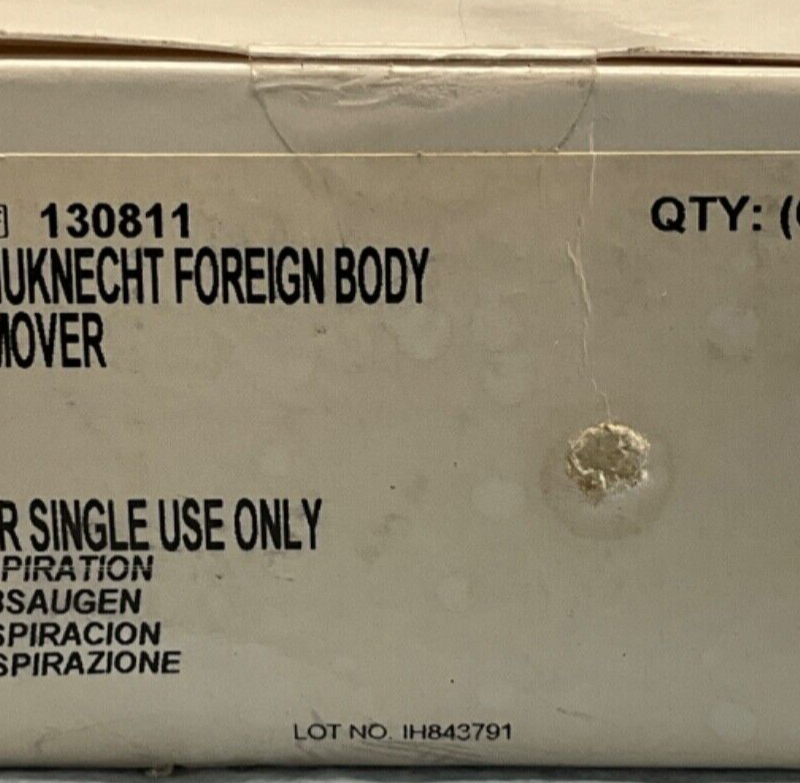 130811
QTY: (
UKNECHT FOREIGN BODY
MOVER
R SINGLE USE ONLY
PIRATION
BSAUGEN
SPIRACION
SPIRAZIONE
LOT NO. IH843791